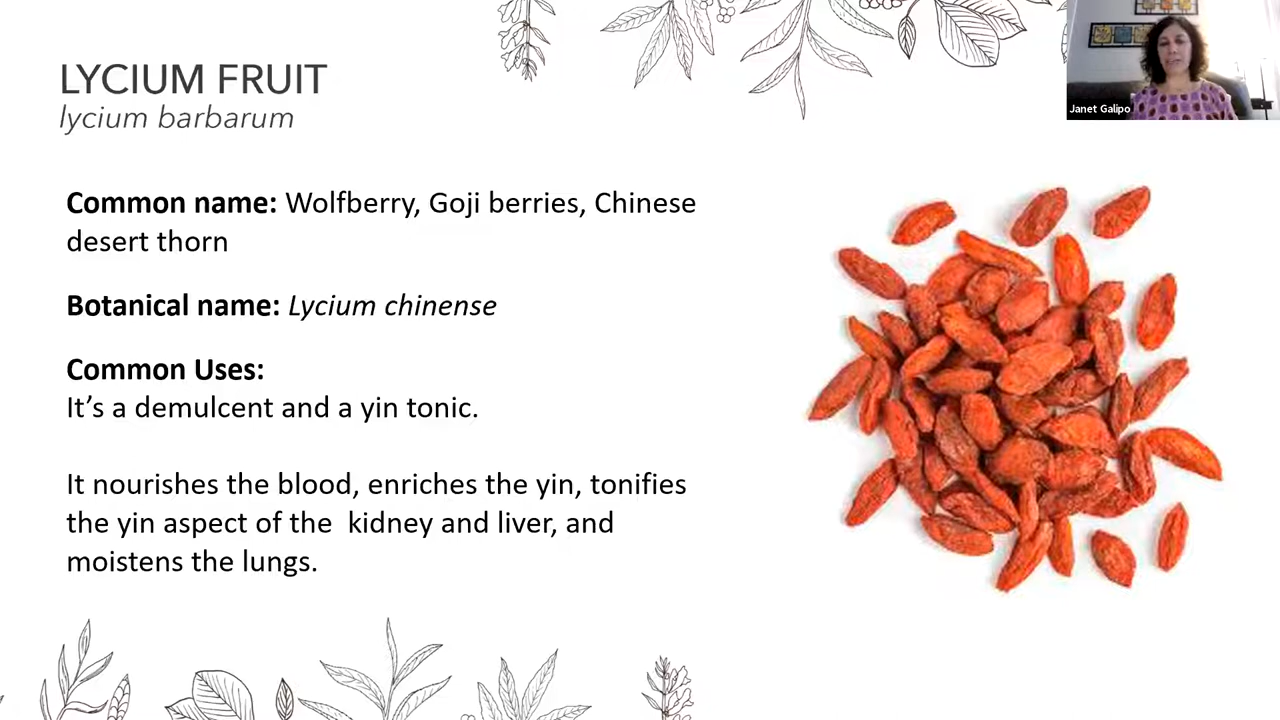 LYCIUM FRUIT
lycium barbarum
Janet Galipo
Common name: Wolfberry, Goji berries, Chinese
desert thorn
Botanical name: Lycium chinense
Common Uses:
It’s a demulcent and a yin tonic.
It nourishes the blood, enriches the yin, tonifies
the yin aspect of the  kidney and liver, and
moistens the lungs.